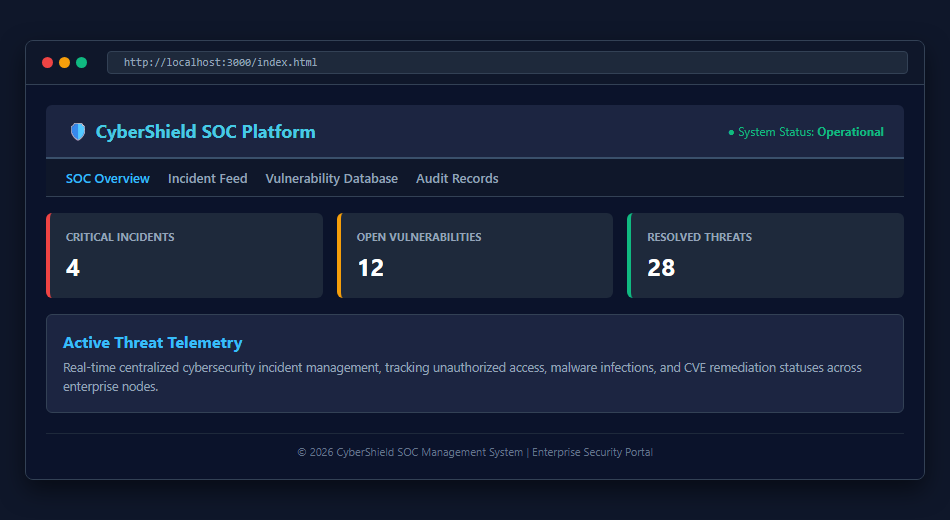 http://localhost:3000/index.html
CyberShield SOC Platform
● System Status: Operational
SOC Overview Incident Feed Vulnerability Database Audit Records
CRITICAL INCIDENTS
4
OPEN VULNERABILITIES
12
RESOLVED THREATS
28
Active Threat Telemetry
Real-time centralized cybersecurity incident management, tracking unauthorized access, malware infections, and CVE remediation statuses across
enterprise nodes.
© 2026 CyberShield SOC Management System | Enterprise Security Portal